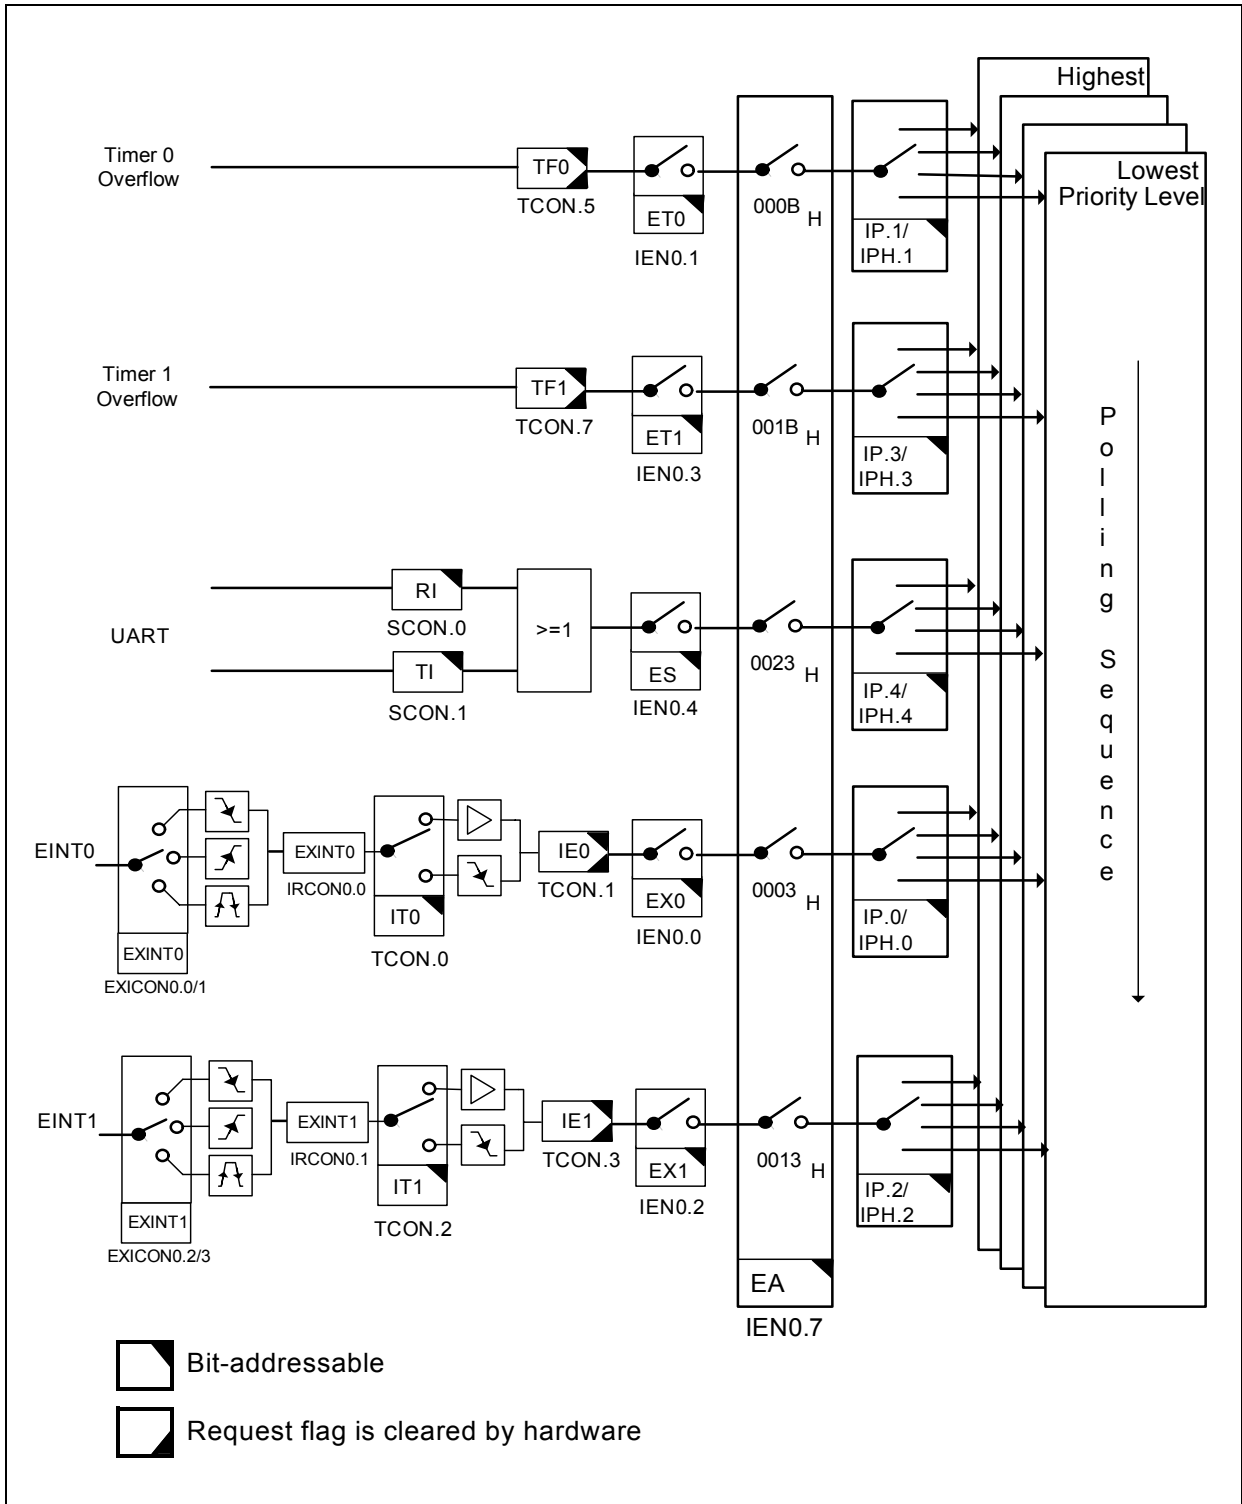 Highest
Lowest
Priority Level
Timer 0
Overflow
TF0
TCON.5
ET0
IEN0.1
000B H
IP.1/
IPH.1
Timer 1
Overflow
TF1
TCON.7
ET1
IEN0.3
001B H
IP.3/
IPH.3
Polling Sequence
UART
RI
SCON.0
TI
SCON.1
>=1
ES
IEN0.4
0023 H
IP.4/
IPH.4
EINT0
EXINT0
EXICON0.0/1
EXINT0
IRCON0.0
IT0
TCON.0
IE0
TCON.1
EX0
IEN0.0
0003 H
IP.0/
IPH.0
EINT1
EXINT1
EXICON0.2/3
EXINT1
IRCON0.1
IT1
TCON.2
IE1
TCON.3
EX1
IEN0.2
0013 H
IP.2/
IPH.2
EA
IEN0.7
Bit-addressable
Request flag is cleared by hardware